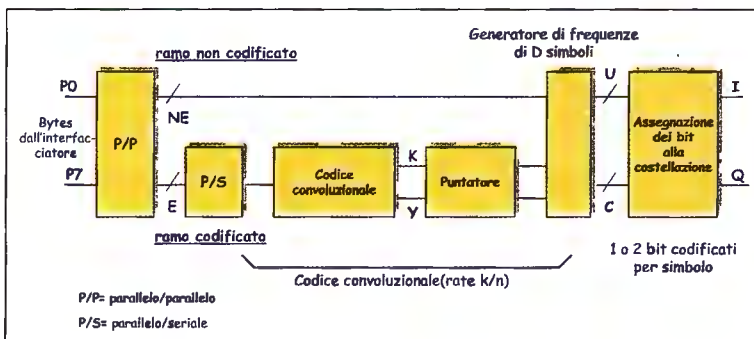 ramo non codificato
Generatore di frequenze
di D simboli
P0
NE
U
I
Bytes
dall'interfac-
ciatore
P/P
Assegnazione
dei bit
alla
costellazione
P7
E
P/S
Codice
convoluzionale
K
Y
Puntatore
C
Q
ramo codificato
Codice convoluzionale(rate k/n)
1 o 2 bit codificati
per simbolo
P/P= parallelo/parallelo
P/S= parallelo/seriale